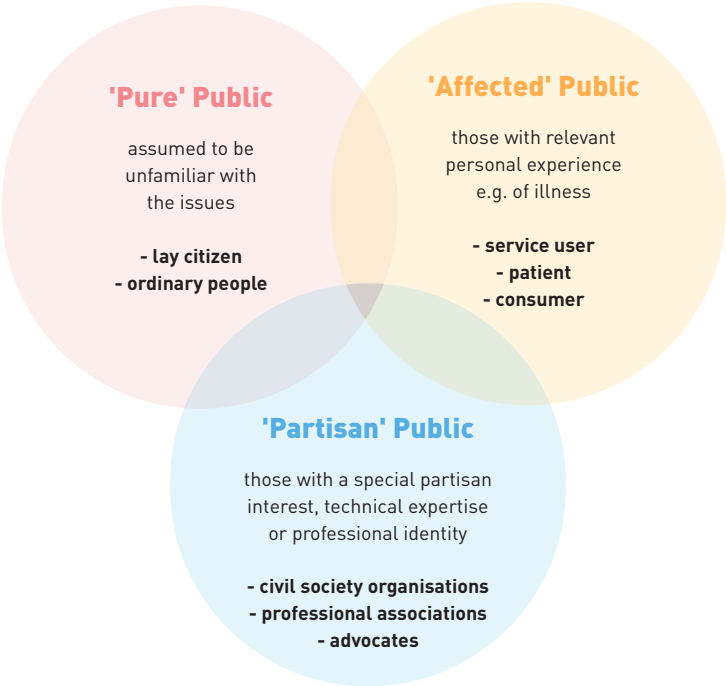 'Pure' Public
assumed to be
unfamiliar with
the issues
- lay citizen
- ordinary people
'Affected' Public
those with relevant
personal experience
e.g. of illness
- service user
- patient
- consumer
'Partisan' Public
those with a special partisan
interest, technical expertise
or professional identity
- civil society organisations
- professional associations
- advocates